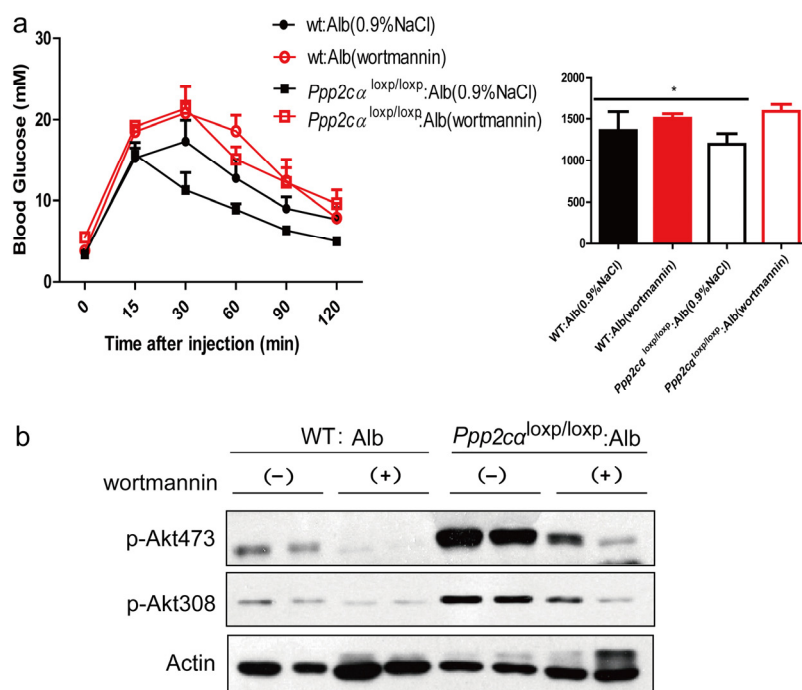 a
Blood Glucose (mM)
30
20
10
0
0 15 30 60 90 120
Time after injection (min)
wt:Alb(0.9%NaCl)
wt:Alb(wortmannin)
Ppp2cα loxp/loxp:Alb(0.9%NaCl)
Ppp2cα loxp/loxp:Alb(wortmannin)
2000
1500
1000
500
0
*
WT:Alb(0.9%NaCl)
WT:Alb(wortmannin)
Ppp2cα loxp/loxp:Alb(0.9%NaCl)
Ppp2cα loxp/loxp:Alb(wortmannin)
b
WT: Alb Ppp2cα loxp/loxp:Alb
wortmannin (−) (+) (−) (+)
p-Akt473
p-Akt308
Actin